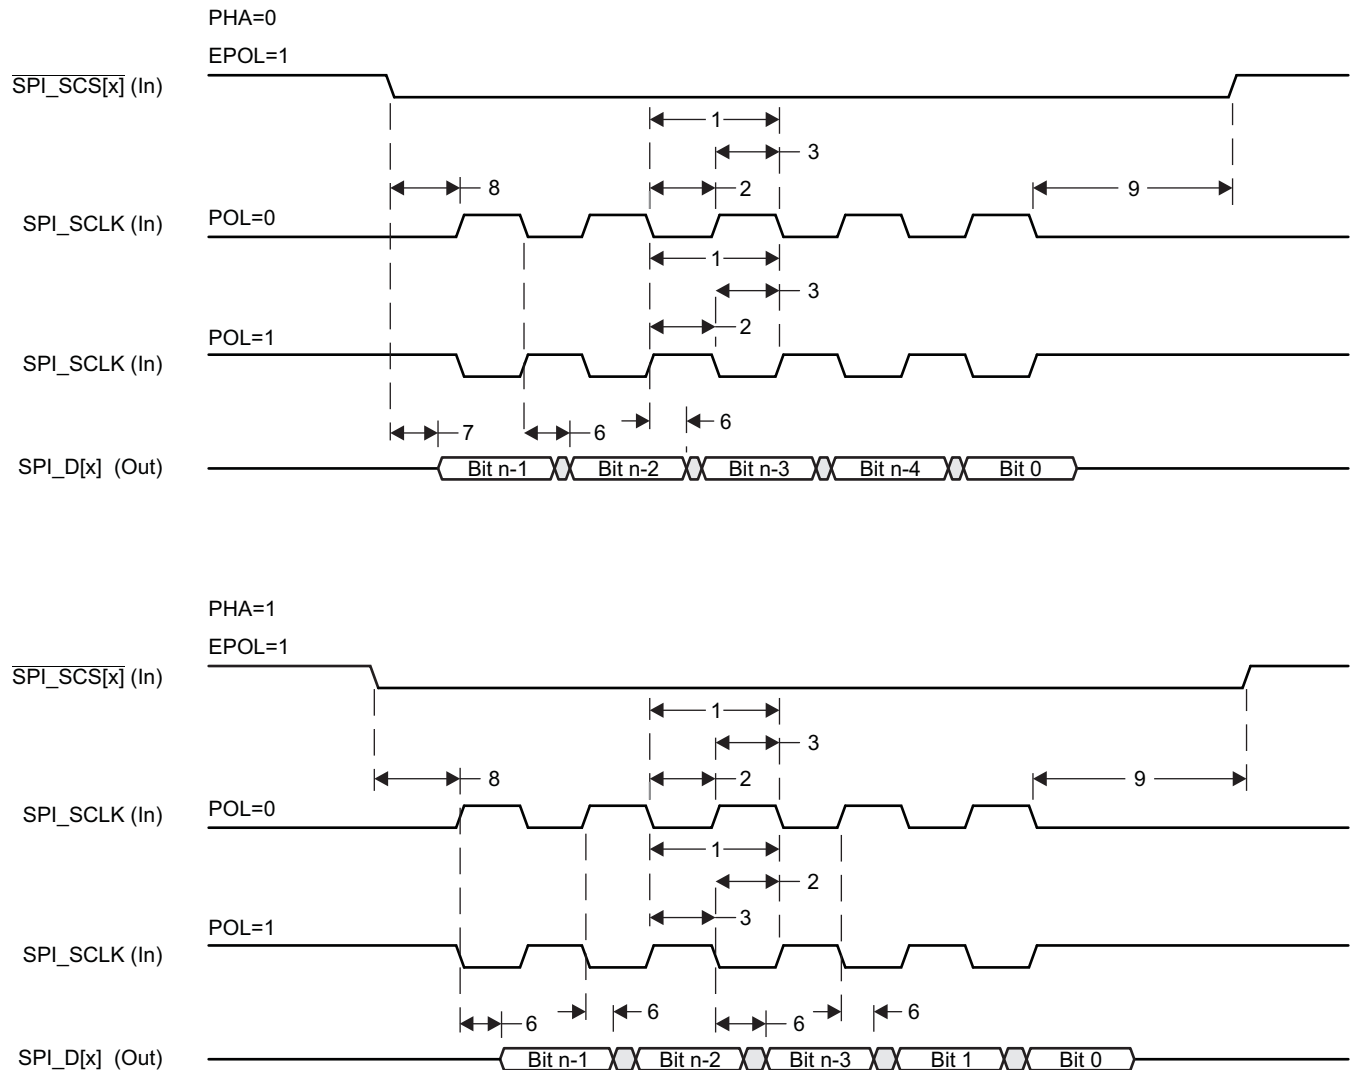 PHA=0
EPOL=1
SPI_SCS[x] (In)
1
3
8
2
9
SPI_SCLK (In)
POL=0
1
3
2
POL=1
SPI_SCLK (In)
7
6
6
SPI_D[x] (Out)
Bit n-1
Bit n-2
Bit n-3
Bit n-4
Bit 0
PHA=1
EPOL=1
SPI_SCS[x] (In)
1
3
8
2
9
SPI_SCLK (In)
POL=0
1
2
3
POL=1
SPI_SCLK (In)
6
6
6
6
SPI_D[x] (Out)
Bit n-1
Bit n-2
Bit n-3
Bit 1
Bit 0